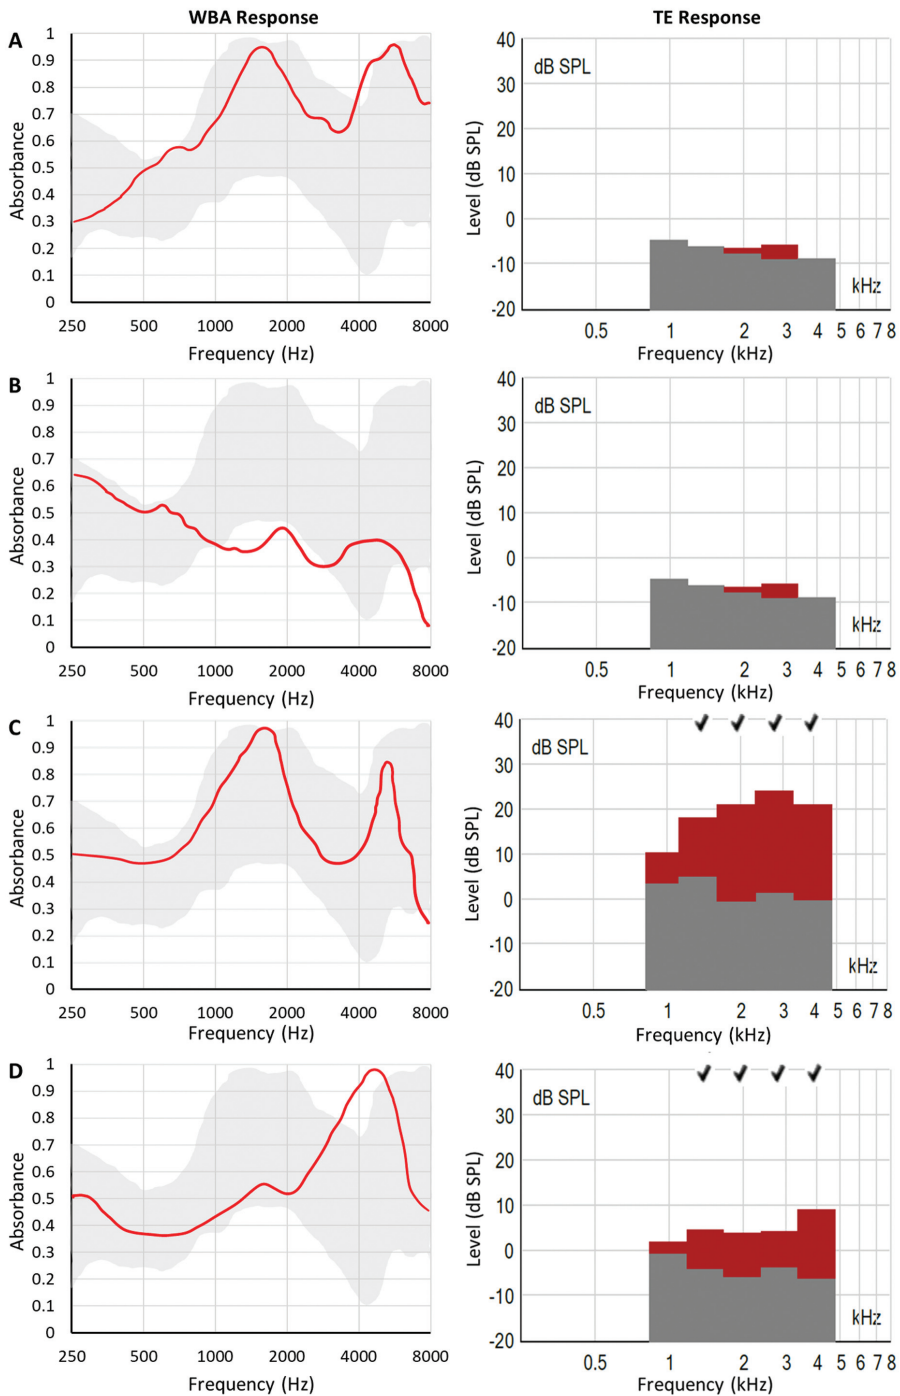 WBA Response
TE Response
A
1
0.9
0.8
0.7
0.6
0.5
0.4
0.3
0.2
0.1
0
Absorbance
250 500 1000 2000 4000 8000
Frequency (Hz)
40
30
20
10
0
-10
-20
Level (dB SPL)
dB SPL
kHz
0.5 1 2 3 4 5 6 7 8
Frequency (kHz)
B
1
0.9
0.8
0.7
0.6
0.5
0.4
0.3
0.2
0.1
0
Absorbance
250 500 1000 2000 4000 8000
Frequency (Hz)
40
30
20
10
0
-10
-20
Level (dB SPL)
dB SPL
kHz
0.5 1 2 3 4 5 6 7 8
Frequency (kHz)
C
1
0.9
0.8
0.7
0.6
0.5
0.4
0.3
0.2
0.1
0
Absorbance
250 500 1000 2000 4000 8000
Frequency (Hz)
40
30
20
10
0
-10
-20
Level (dB SPL)
dB SPL
kHz
0.5 1 2 3 4 5 6 7 8
Frequency (kHz)
D
1
0.9
0.8
0.7
0.6
0.5
0.4
0.3
0.2
0.1
0
Absorbance
250 500 1000 2000 4000 8000
Frequency (Hz)
40
30
20
10
0
-10
-20
Level (dB SPL)
dB SPL
kHz
0.5 1 2 3 4 5 6 7 8
Frequency (kHz)